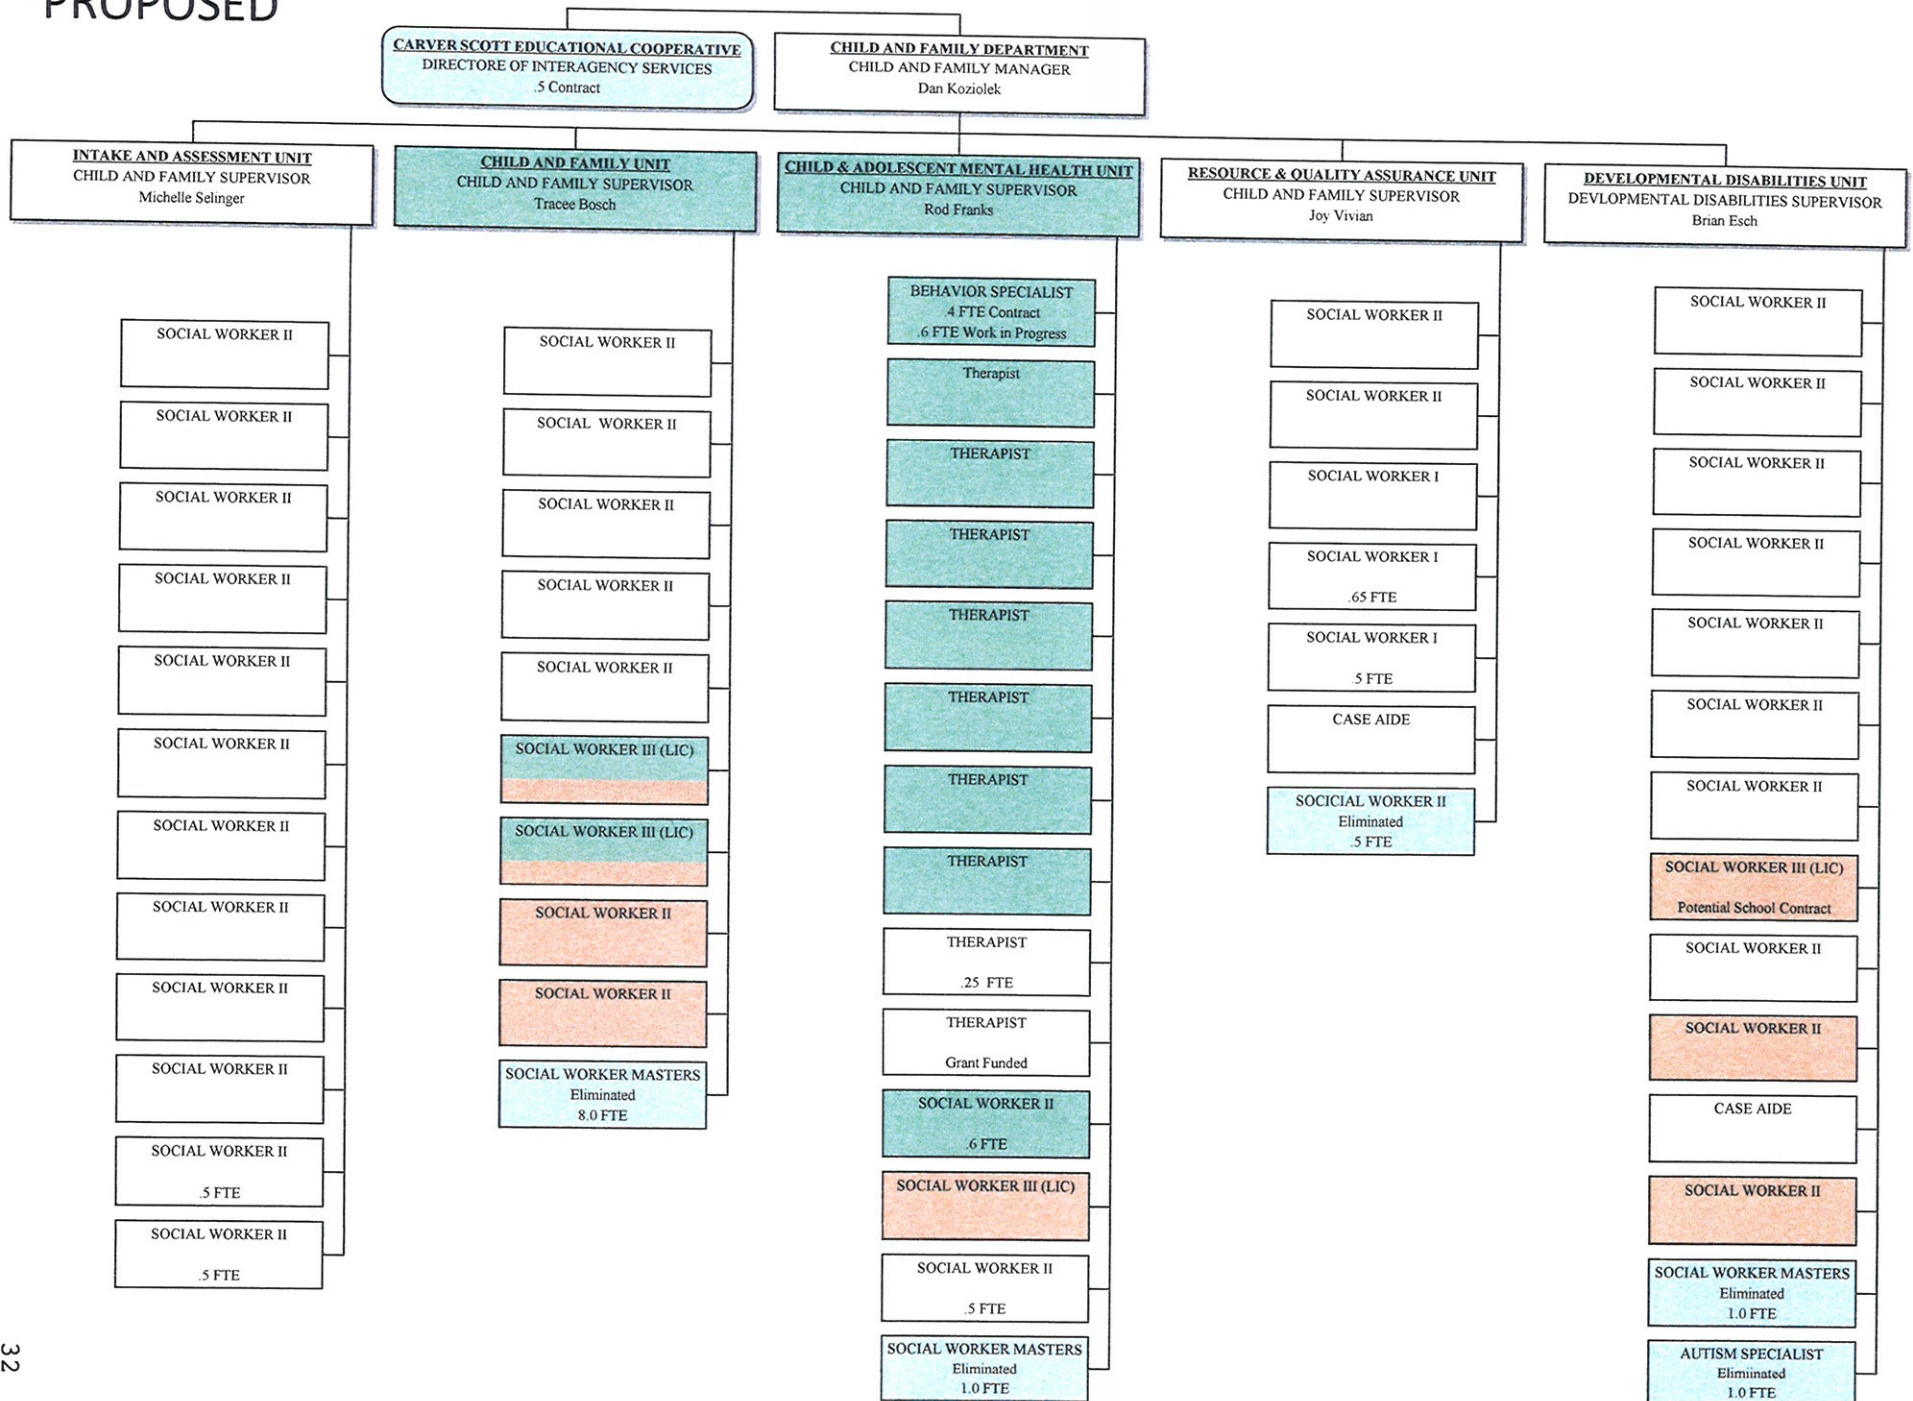 PROPOSED
CARVER SCOTT EDUCATIONAL COOPERATIVE
DIRECTORE OF INTERAGENCY SERVICES
.5 Contract
CHILD AND FAMILY DEPARTMENT
CHILD AND FAMILY MANAGER
Dan Koziolek
INTAKE AND ASSESSMENT UNIT
CHILD AND FAMILY SUPERVISOR
Michelle Selinger
SOCIAL WORKER II
SOCIAL WORKER II
SOCIAL WORKER II
SOCIAL WORKER II
SOCIAL WORKER II
SOCIAL WORKER II
SOCIAL WORKER II
SOCIAL WORKER II
SOCIAL WORKER II
SOCIAL WORKER II
SOCIAL WORKER II
.5 FTE
SOCIAL WORKER II
.5 FTE
CHILD AND FAMILY UNIT
CHILD AND FAMILY SUPERVISOR
Tracee Bosch
SOCIAL WORKER II
SOCIAL WORKER II
SOCIAL WORKER II
SOCIAL WORKER II
SOCIAL WORKER II
SOCIAL WORKER III (LIC)
SOCIAL WORKER III (LIC)
SOCIAL WORKER II
SOCIAL WORKER II
SOCIAL WORKER MASTERS
Eliminated
8.0 FTE
CHILD & ADOLESCENT MENTAL HEALTH UNIT
CHILD AND FAMILY SUPERVISOR
Rod Franks
BEHAVIOR SPECIALIST
.4 FTE Contract
.6 FTE Work in Progress
Therapist
THERAPIST
THERAPIST
THERAPIST
THERAPIST
THERAPIST
THERAPIST
THERAPIST
.25 FTE
THERAPIST
Grant Funded
SOCIAL WORKER II
.6 FTE
SOCIAL WORKER III (LIC)
SOCIAL WORKER II
.5 FTE
SOCIAL WORKER MASTERS
Eliminated
1.0 FTE
RESOURCE & QUALITY ASSURANCE UNIT
CHILD AND FAMILY SUPERVISOR
Joy Vivian
SOCIAL WORKER II
SOCIAL WORKER II
SOCIAL WORKER I
SOCIAL WORKER I
.65 FTE
SOCIAL WORKER I
.5 FTE
CASE AIDE
SOCICIAL WORKER II
Eliminated
.5 FTE
DEVELOPMENTAL DISABILITIES UNIT
DEVLOPMENTAL DISABILITIES SUPERVISOR
Brian Esch
SOCIAL WORKER II
SOCIAL WORKER II
SOCIAL WORKER II
SOCIAL WORKER II
SOCIAL WORKER II
SOCIAL WORKER II
SOCIAL WORKER II
SOCIAL WORKER III (LIC)
Potential School Contract
SOCIAL WORKER II
SOCIAL WORKER II
CASE AIDE
SOCIAL WORKER II
SOCIAL WORKER MASTERS
Eliminated
1.0 FTE
AUTISM SPECIALIST
Elimiinated
1.0 FTE
32